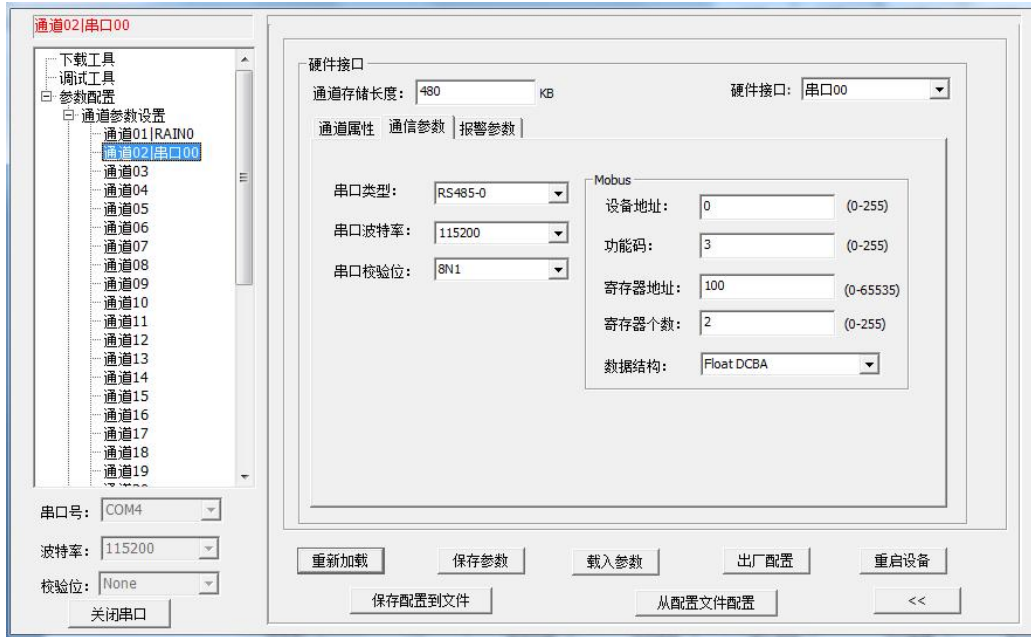 通道02|串口00
下载工具
调试工具
参数配置
通道参数设置
通道01|RAIN0
通道02|串口00
通道03
通道04
通道05
通道06
通道07
通道08
通道09
通道10
通道11
通道12
通道13
通道14
通道15
通道16
通道17
通道18
通道19
串口号: COM4
波特率: 115200
校验位: None
关闭串口
硬件接口
通道存储长度: 480 KB
硬件接口: 串口00
通道属性 通信参数 报警参数
串口类型: RS485-0
串口波特率: 115200
串口校验位: 8N1
Mobus
设备地址: 0 (0-255)
功能码: 3 (0-255)
寄存器地址: 100 (0-65535)
寄存器个数: 2 (0-255)
数据结构: Float DCBA
重新加载 保存参数 载入参数 出厂配置 重启设备
保存配置到文件 从配置文件配置 <<